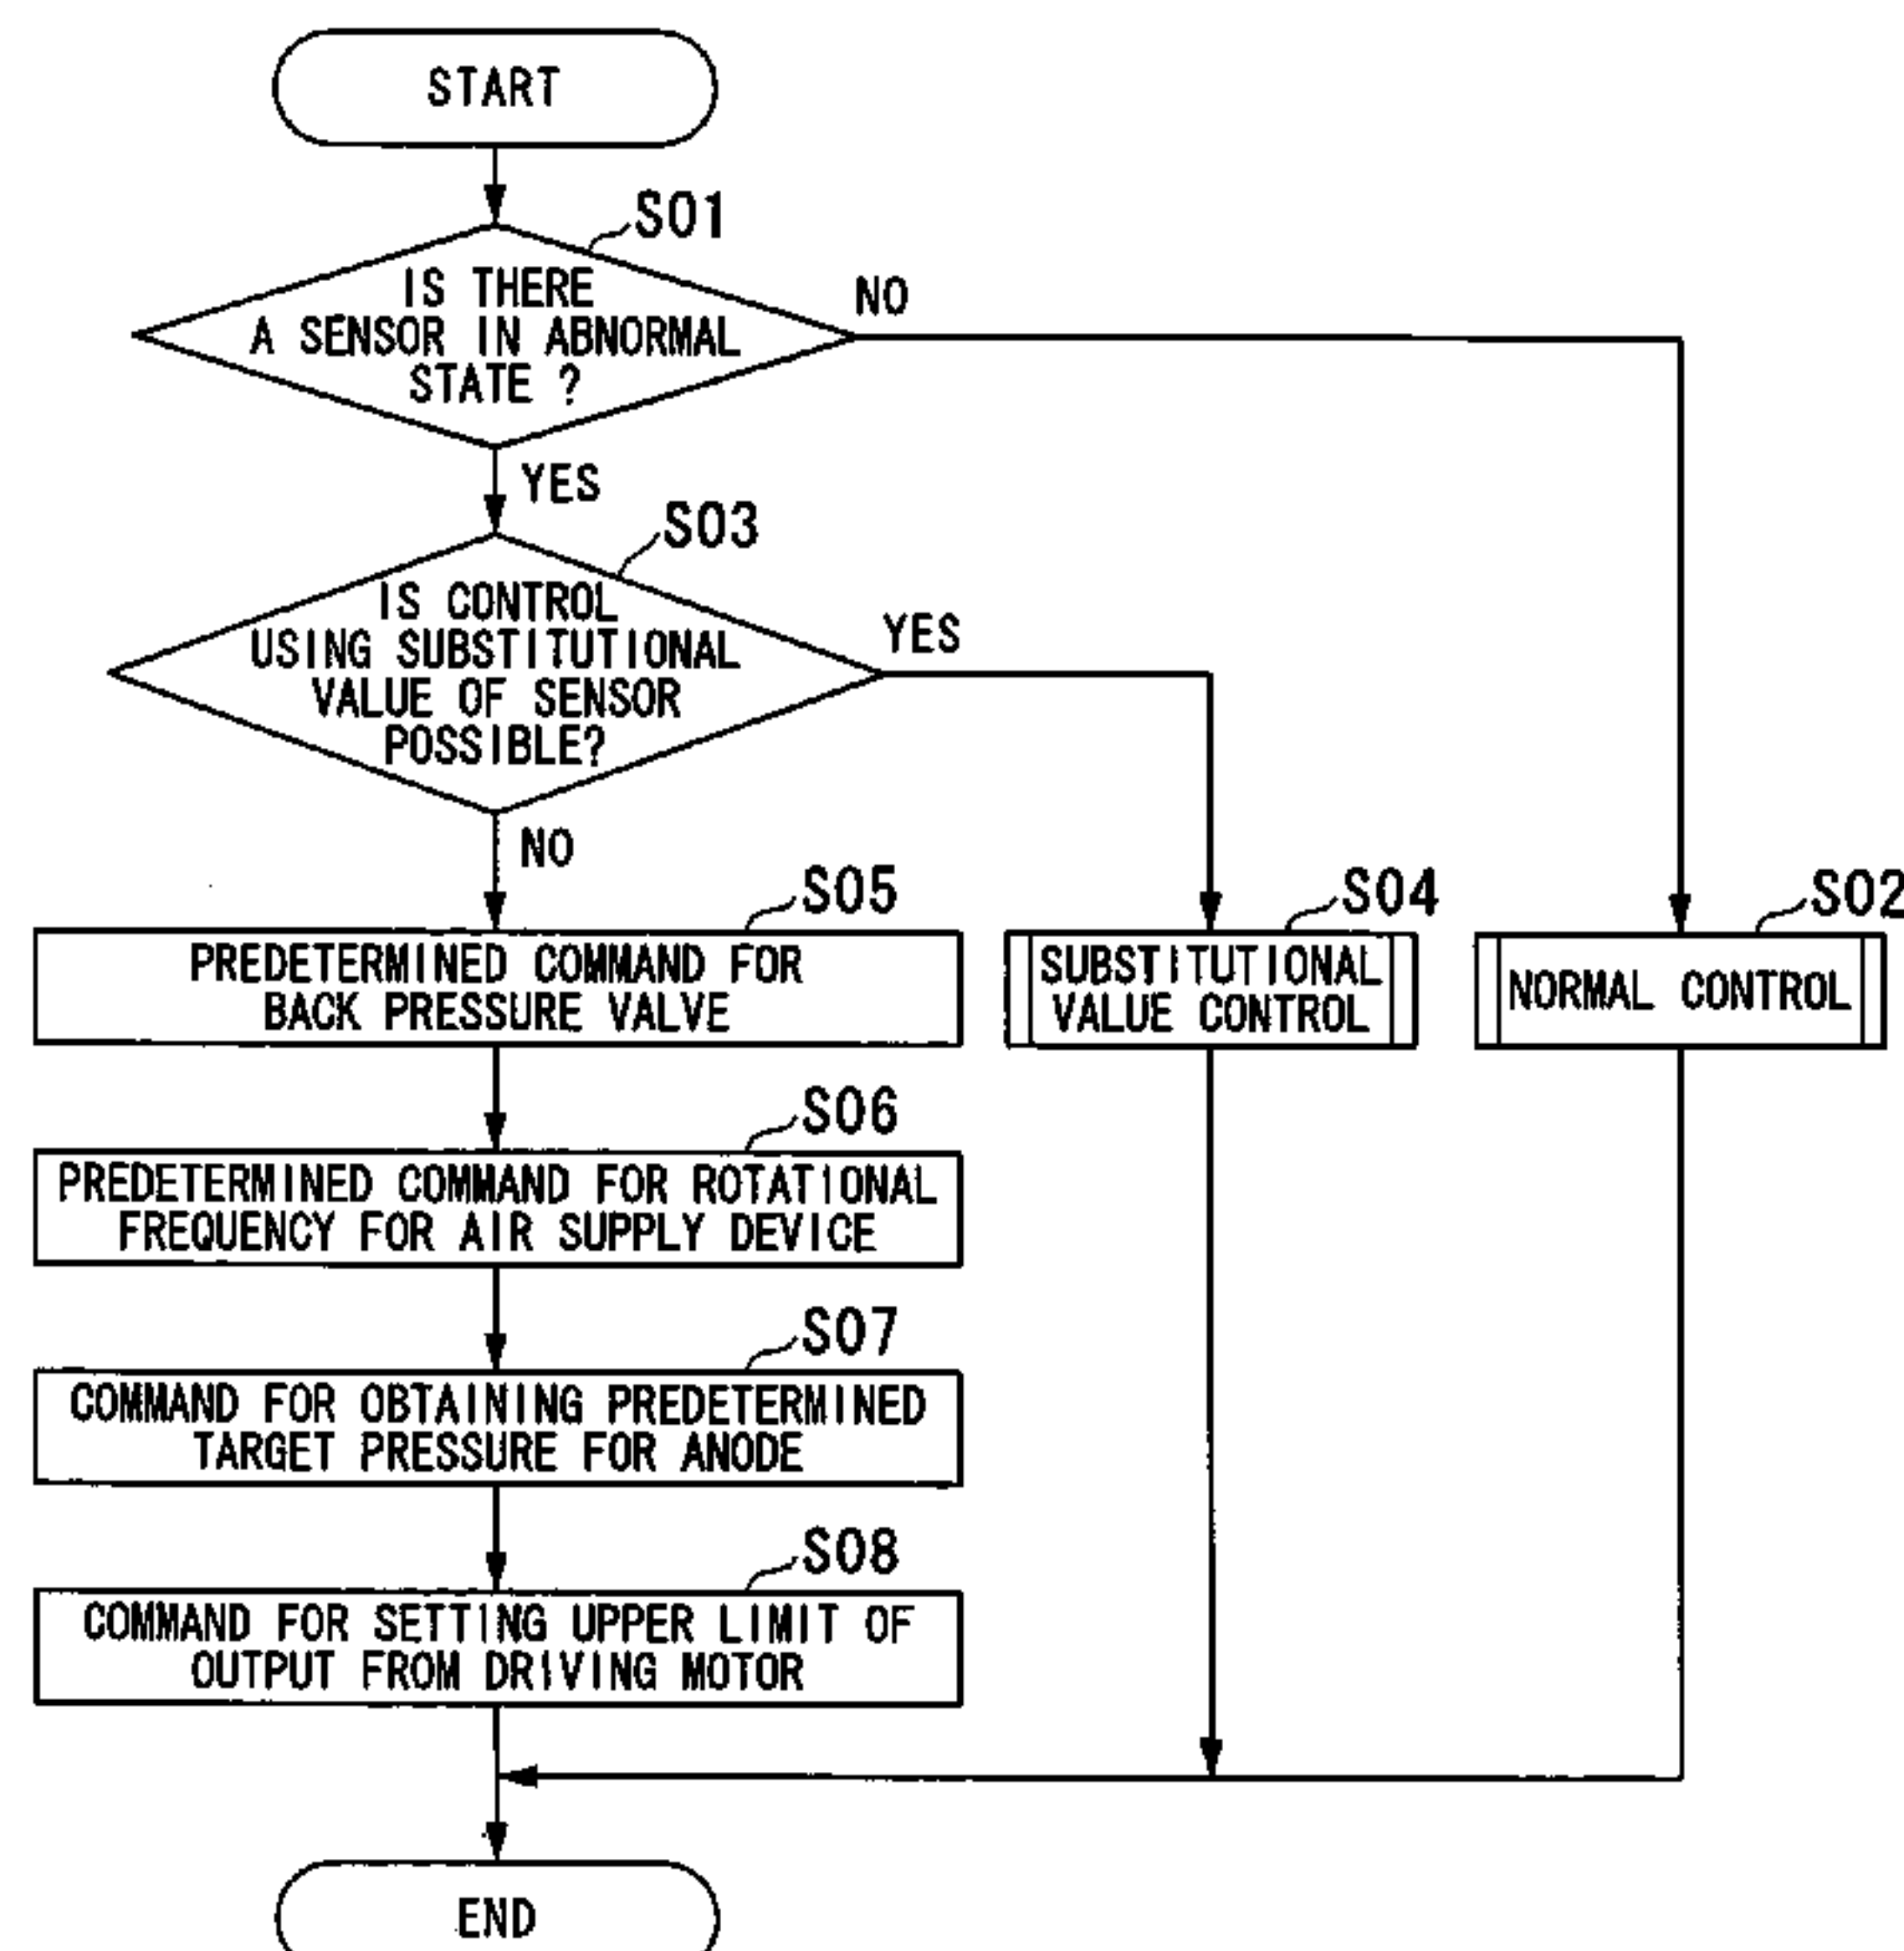 START
S01
IS THERE
A SENSOR IN ABNORMAL
STATE ?
NO
YES
S03
IS CONTROL
USING SUBSTITUTIONAL
VALUE OF SENSOR
POSSIBLE?
YES
NO
S05
PREDETERMINED COMMAND FOR
BACK PRESSURE VALVE
S04
SUBSTITUTIONAL
VALUE CONTROL
S02
NORMAL CONTROL
S06
PREDETERMINED COMMAND FOR ROTATIONAL
FREQUENCY FOR AIR SUPPLY DEVICE
S07
COMMAND FOR OBTAINING PREDETERMINED
TARGET PRESSURE FOR ANODE
S08
COMMAND FOR SETTING UPPER LIMIT OF
OUTPUT FROM DRIVING MOTOR
END